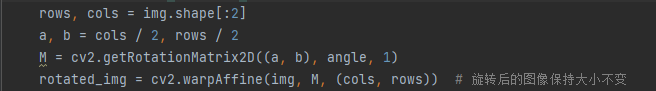 rows, cols = img.shape[:2]
a, b = cols / 2, rows / 2
M = cv2.getRotationMatrix2D((a, b), angle, 1)
rotated_img = cv2.warpAffine(img, M, (cols, rows))  # 旋转后的图像保持大小不变